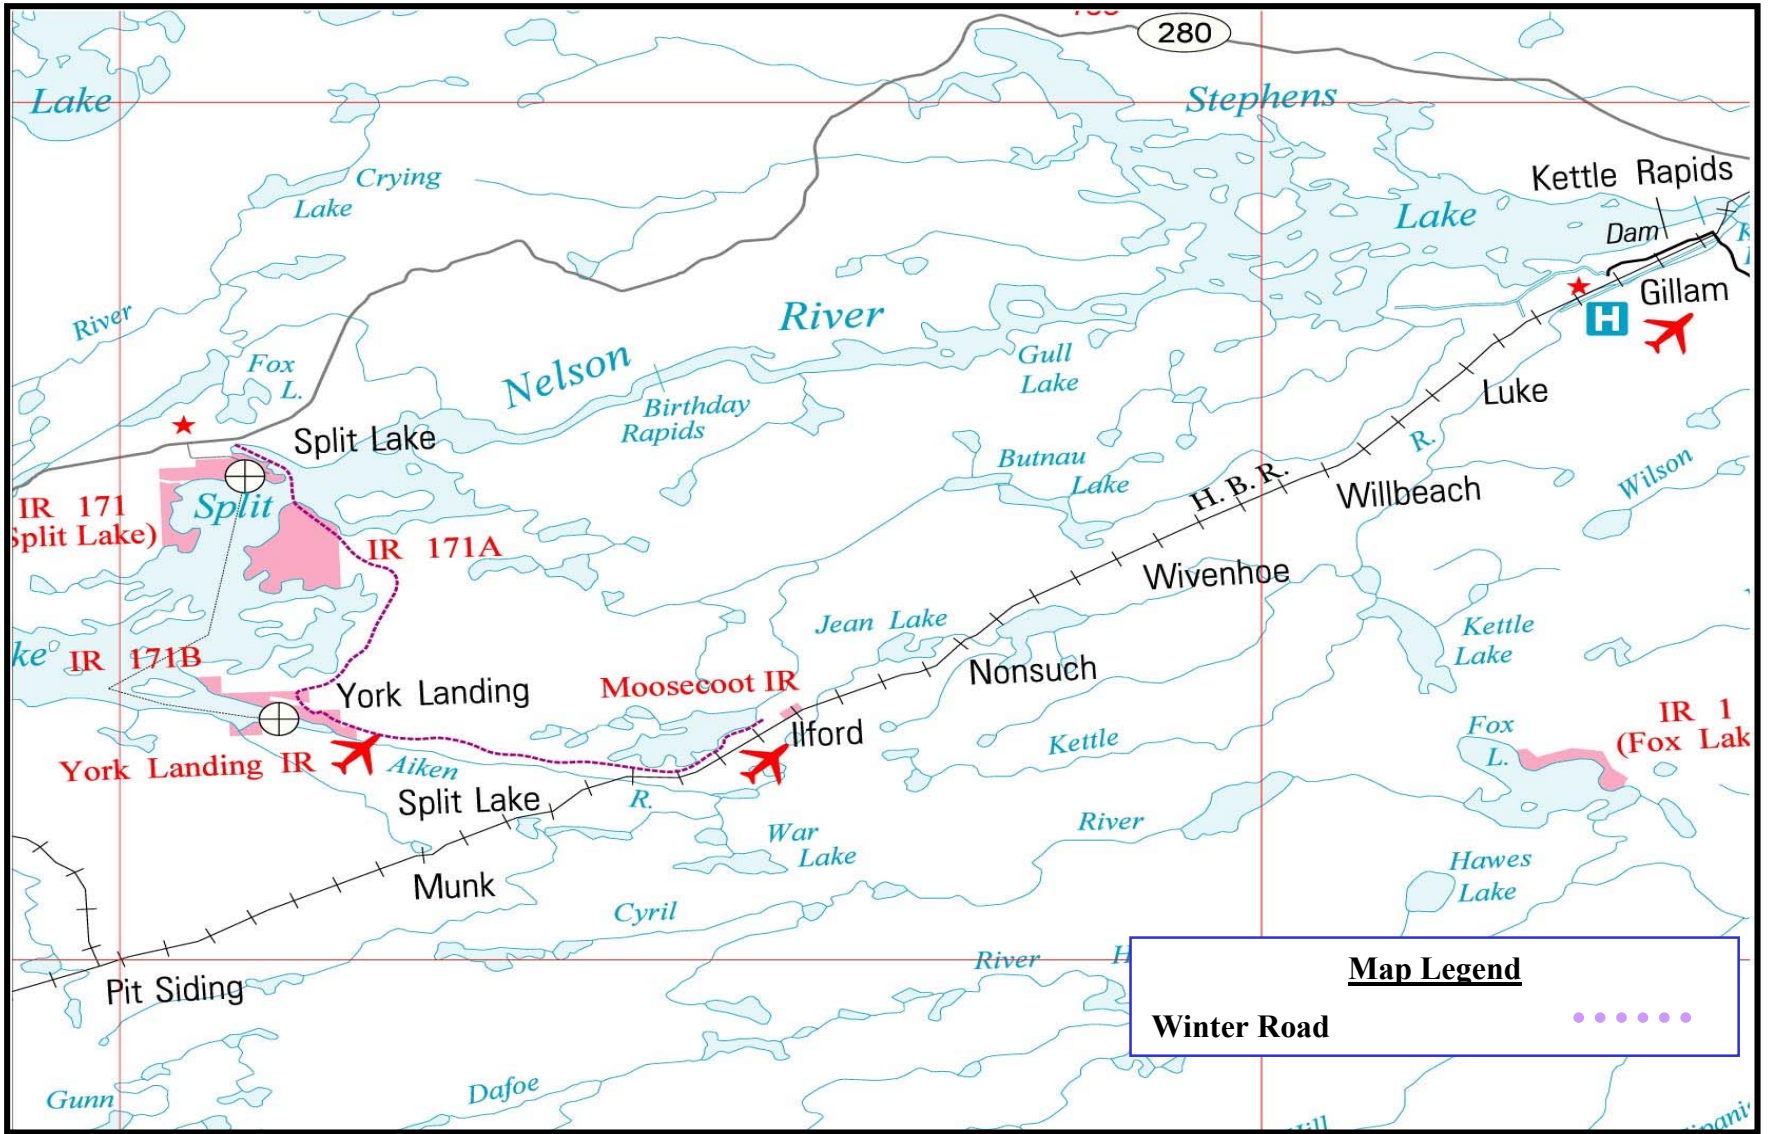 280
Lake
Stephens
Crying
Lake
Kettle Rapids
Lake
Dam
River
River
Gillam
H
Fox
L.
Nelson
Gull
Lake
Birthday
Rapids
Luke
Split Lake
R.
Butnau
Lake
H. B. R.
Willbeach
Wilson
IR 171
Split Lake)
Split
IR 171A
Wivenhoe
Jean Lake
Kettle
Lake
ke
IR 171B
York Landing
Moosecoot IR
Nonsuch
Ilford
IR 1
(Fox Lak
Fox
L.
York Landing IR
Aiken
R.
Split Lake
Kettle
River
War
Lake
Munk
Hawes
Lake
Cyril
River
H
Pit Siding
Map Legend
Winter Road
Gunn
Dafoe